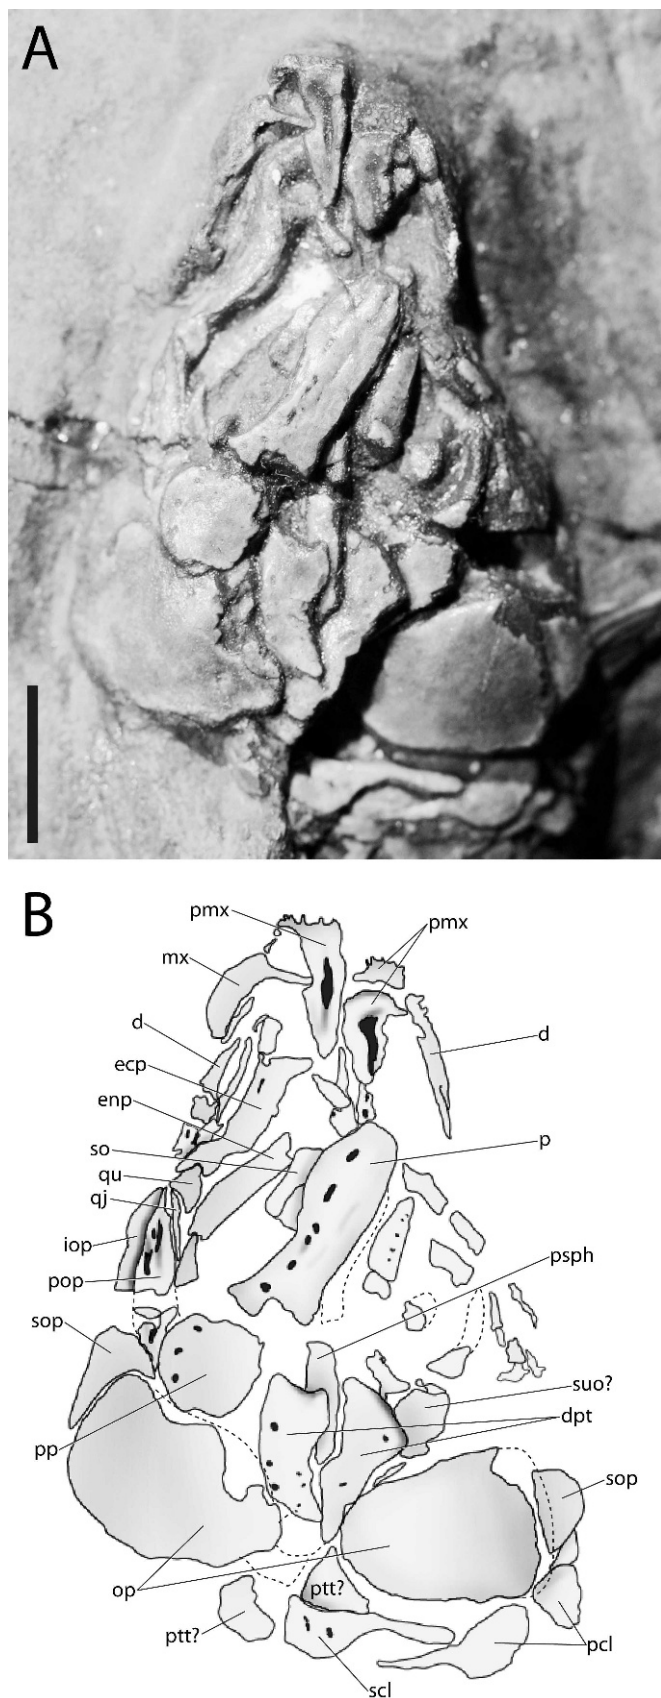 A
B
pmx
pmx
mx
d
d
ecp
enp
so
p
qu
qj
iop
psph
pop
sop
suo?
dpt
pp
sop
op
ptt?
ptt?
pcl
scl